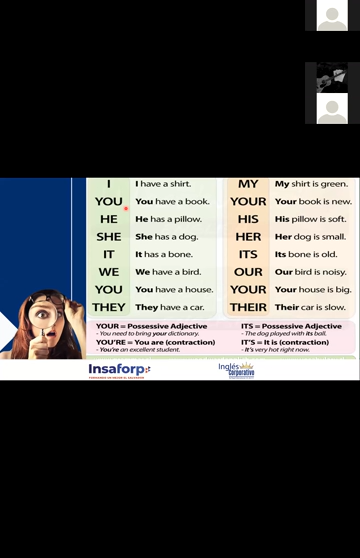 I I have a shirt. MY My shirt is green.
YOU You have a book. YOUR Your book is new.
HE He has a pillow. HIS His pillow is soft.
SHE She has a dog. HER Her dog is small.
IT It has a bone. ITS Its bone is old.
WE We have a bird. OUR Our bird is noisy.
YOU You have a house. YOUR Your house is big.
THEY They have a car. THEIR Their car is slow.
YOUR = Possessive Adjective
- You need to bring your dictionary.
YOU'RE = You are (contraction)
- You're an excellent student.
ITS = Possessive Adjective
- The dog played with its ball.
IT'S = It is (contraction)
- It's very hot right now.
Insaforp
Inglés
corporativo